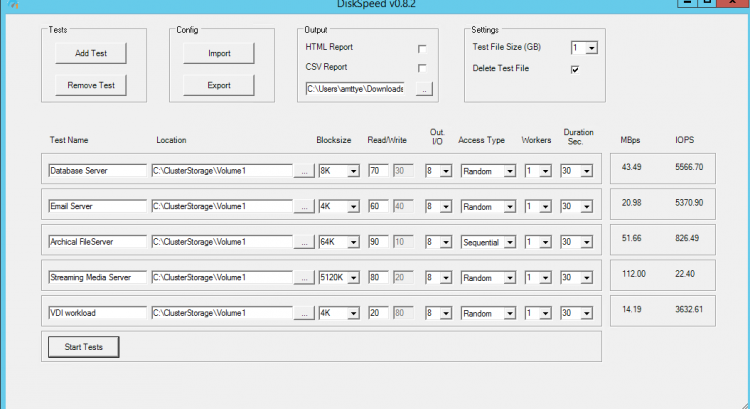 DiskSpeed v0.8.2
Tests Config Output Settings
Add Test Import HTML Report Test File Size (GB) 1
CSV Report Delete Test File
Remove Test Export C:\Users\amttye\Downloads ..
Test Name Location Blocksize Read/Write Out. I/O Access Type Workers Duration Sec. MBps IOPS
Database Server C:\ClusterStorage\Volume1 ... 8K 70 30 8 Random 1 30 43.49 5566.70
Email Server C:\ClusterStorage\Volume1 ... 4K 60 40 8 Random 1 30 20.98 5370.90
Archical FileServer C:\ClusterStorage\Volume1 ... 64K 90 10 8 Sequential 1 30 51.66 826.49
Streaming Media Server C:\ClusterStorage\Volume1 ... 5120K 80 20 8 Random 1 30 112.00 22.40
VDI workload C:\ClusterStorage\Volume1 ... 4K 20 80 8 Random 1 30 14.19 3632.61
Start Tests